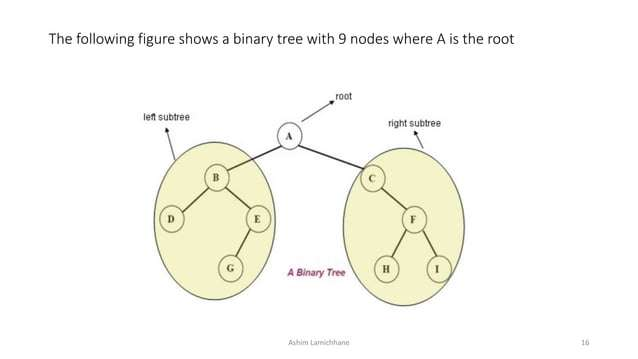 The following figure shows a binary tree with 9 nodes where A is the root
root
left subtree
right subtree
A
B
C
D
E
F
G
A Binary Tree
H
I
Ashim Lamichhane
16